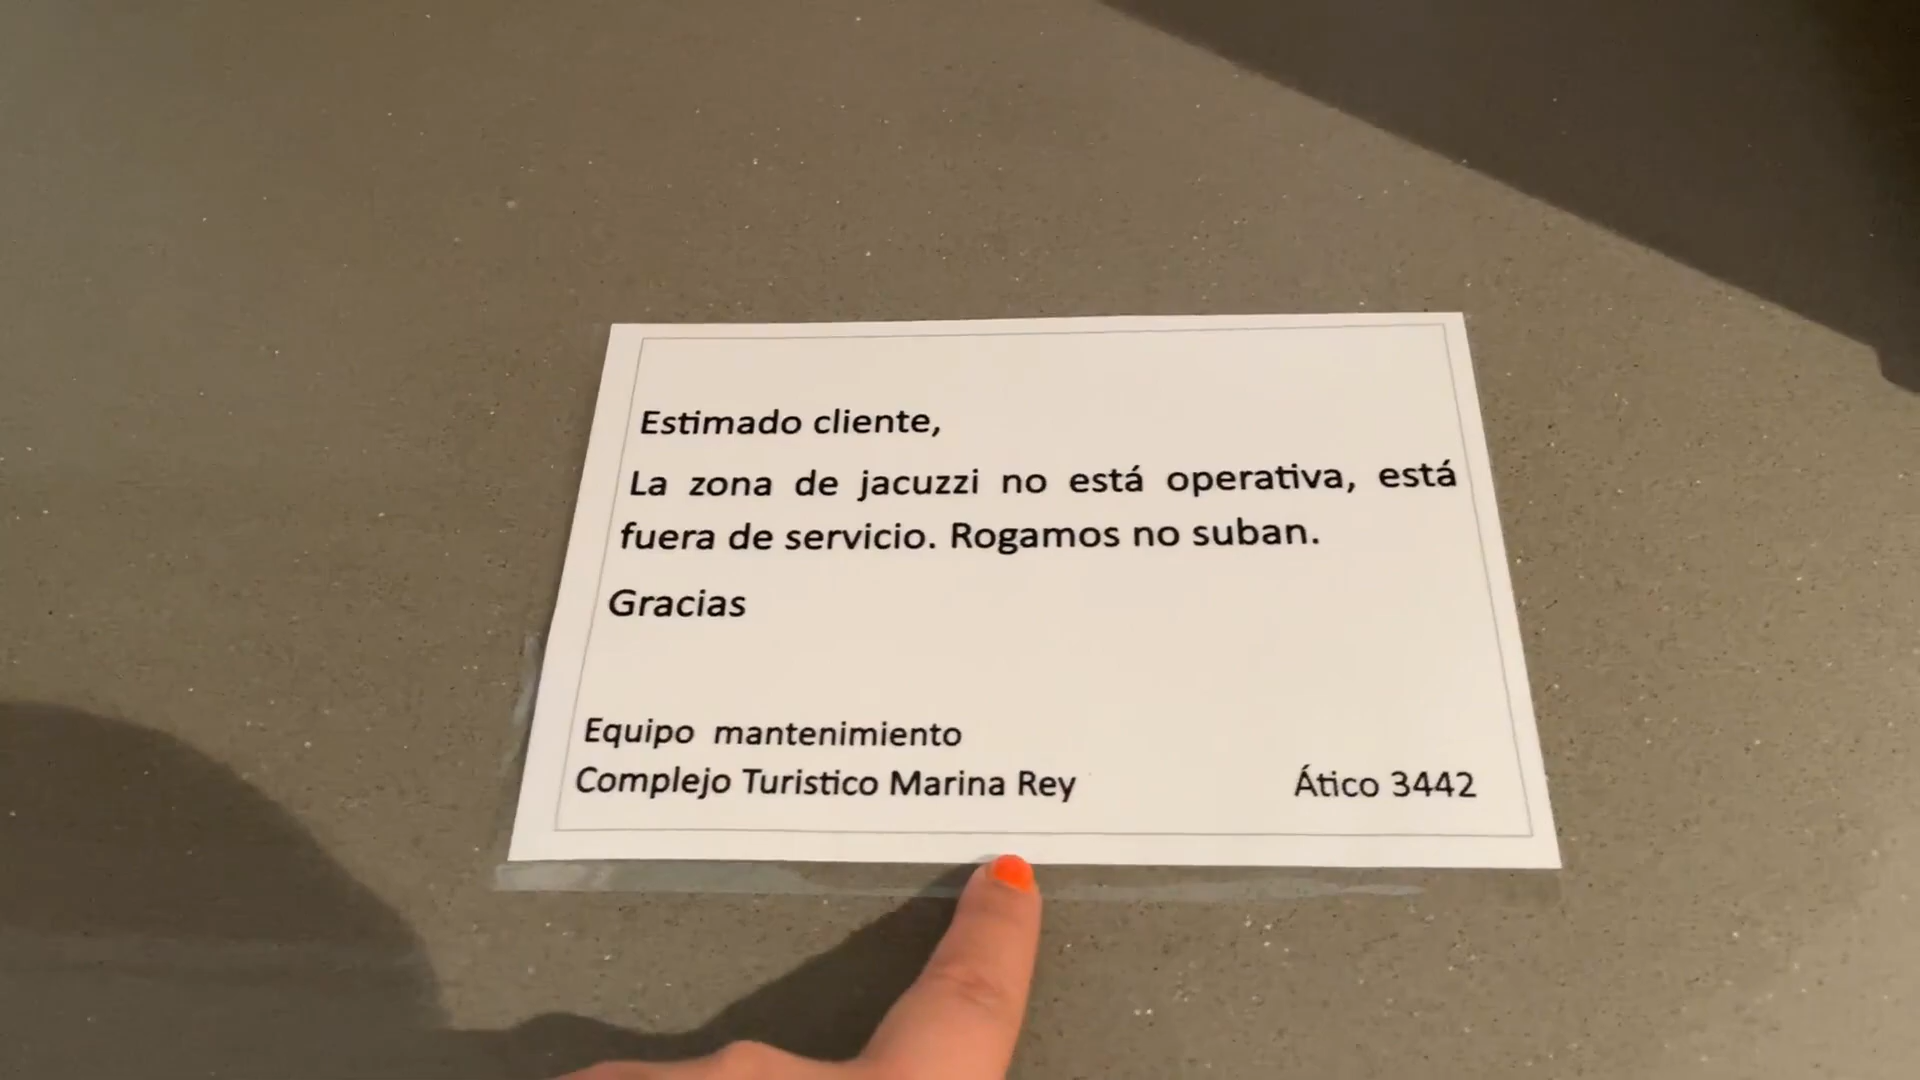 Estimado cliente,
La zona de jacuzzi no está operativa, está
fuera de servicio. Rogamos no suban.
Gracias
Equipo mantenimiento
Complejo Turistico Marina Rey Ático 3442